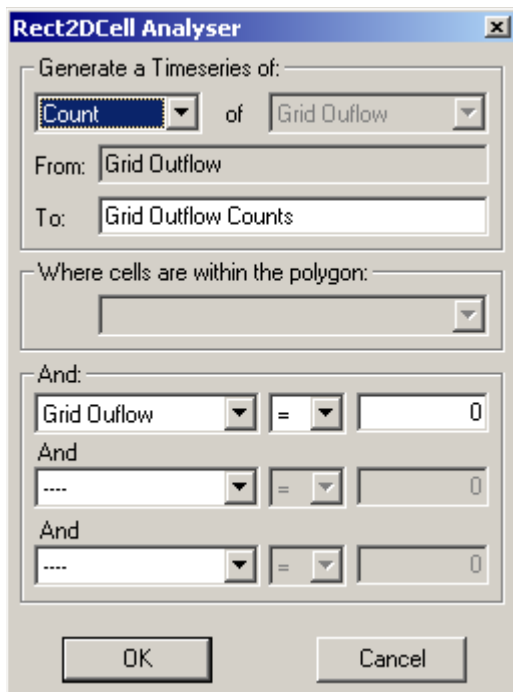 Rect2DCell Analyser
Generate a Timeseries of:
Count of Grid Ouflow
From: Grid Outflow
To: Grid Outflow Counts
Where cells are within the polygon:
And:
Grid Ouflow = 0
And
---- = 0
And
---- = 0
OK Cancel